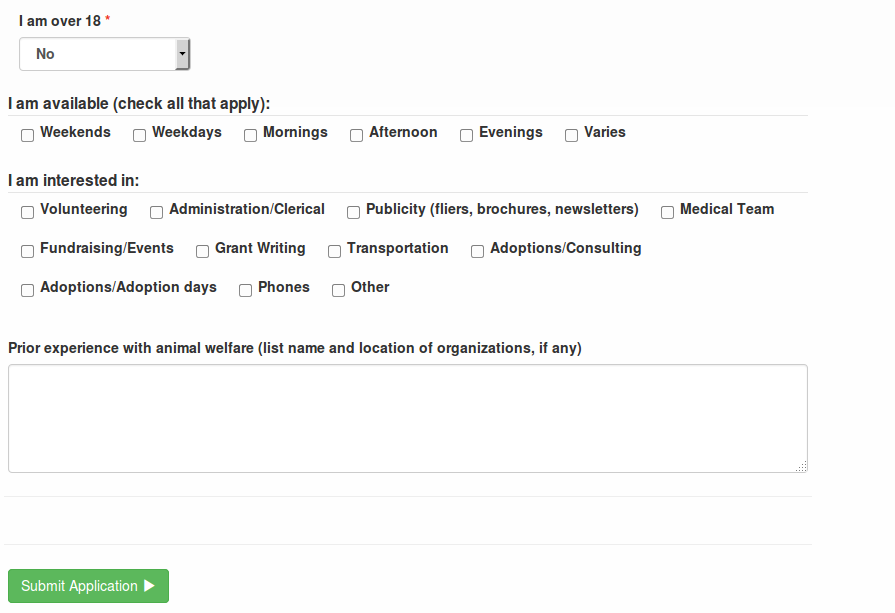 I am over 18 *
No
I am available (check all that apply):
Weekends Weekdays Mornings Afternoon Evenings Varies
I am interested in:
Volunteering Administration/Clerical Publicity (fliers, brochures, newsletters) Medical Team
Fundraising/Events Grant Writing Transportation Adoptions/Consulting
Adoptions/Adoption days Phones Other
Prior experience with animal welfare (list name and location of organizations, if any)
Submit Application